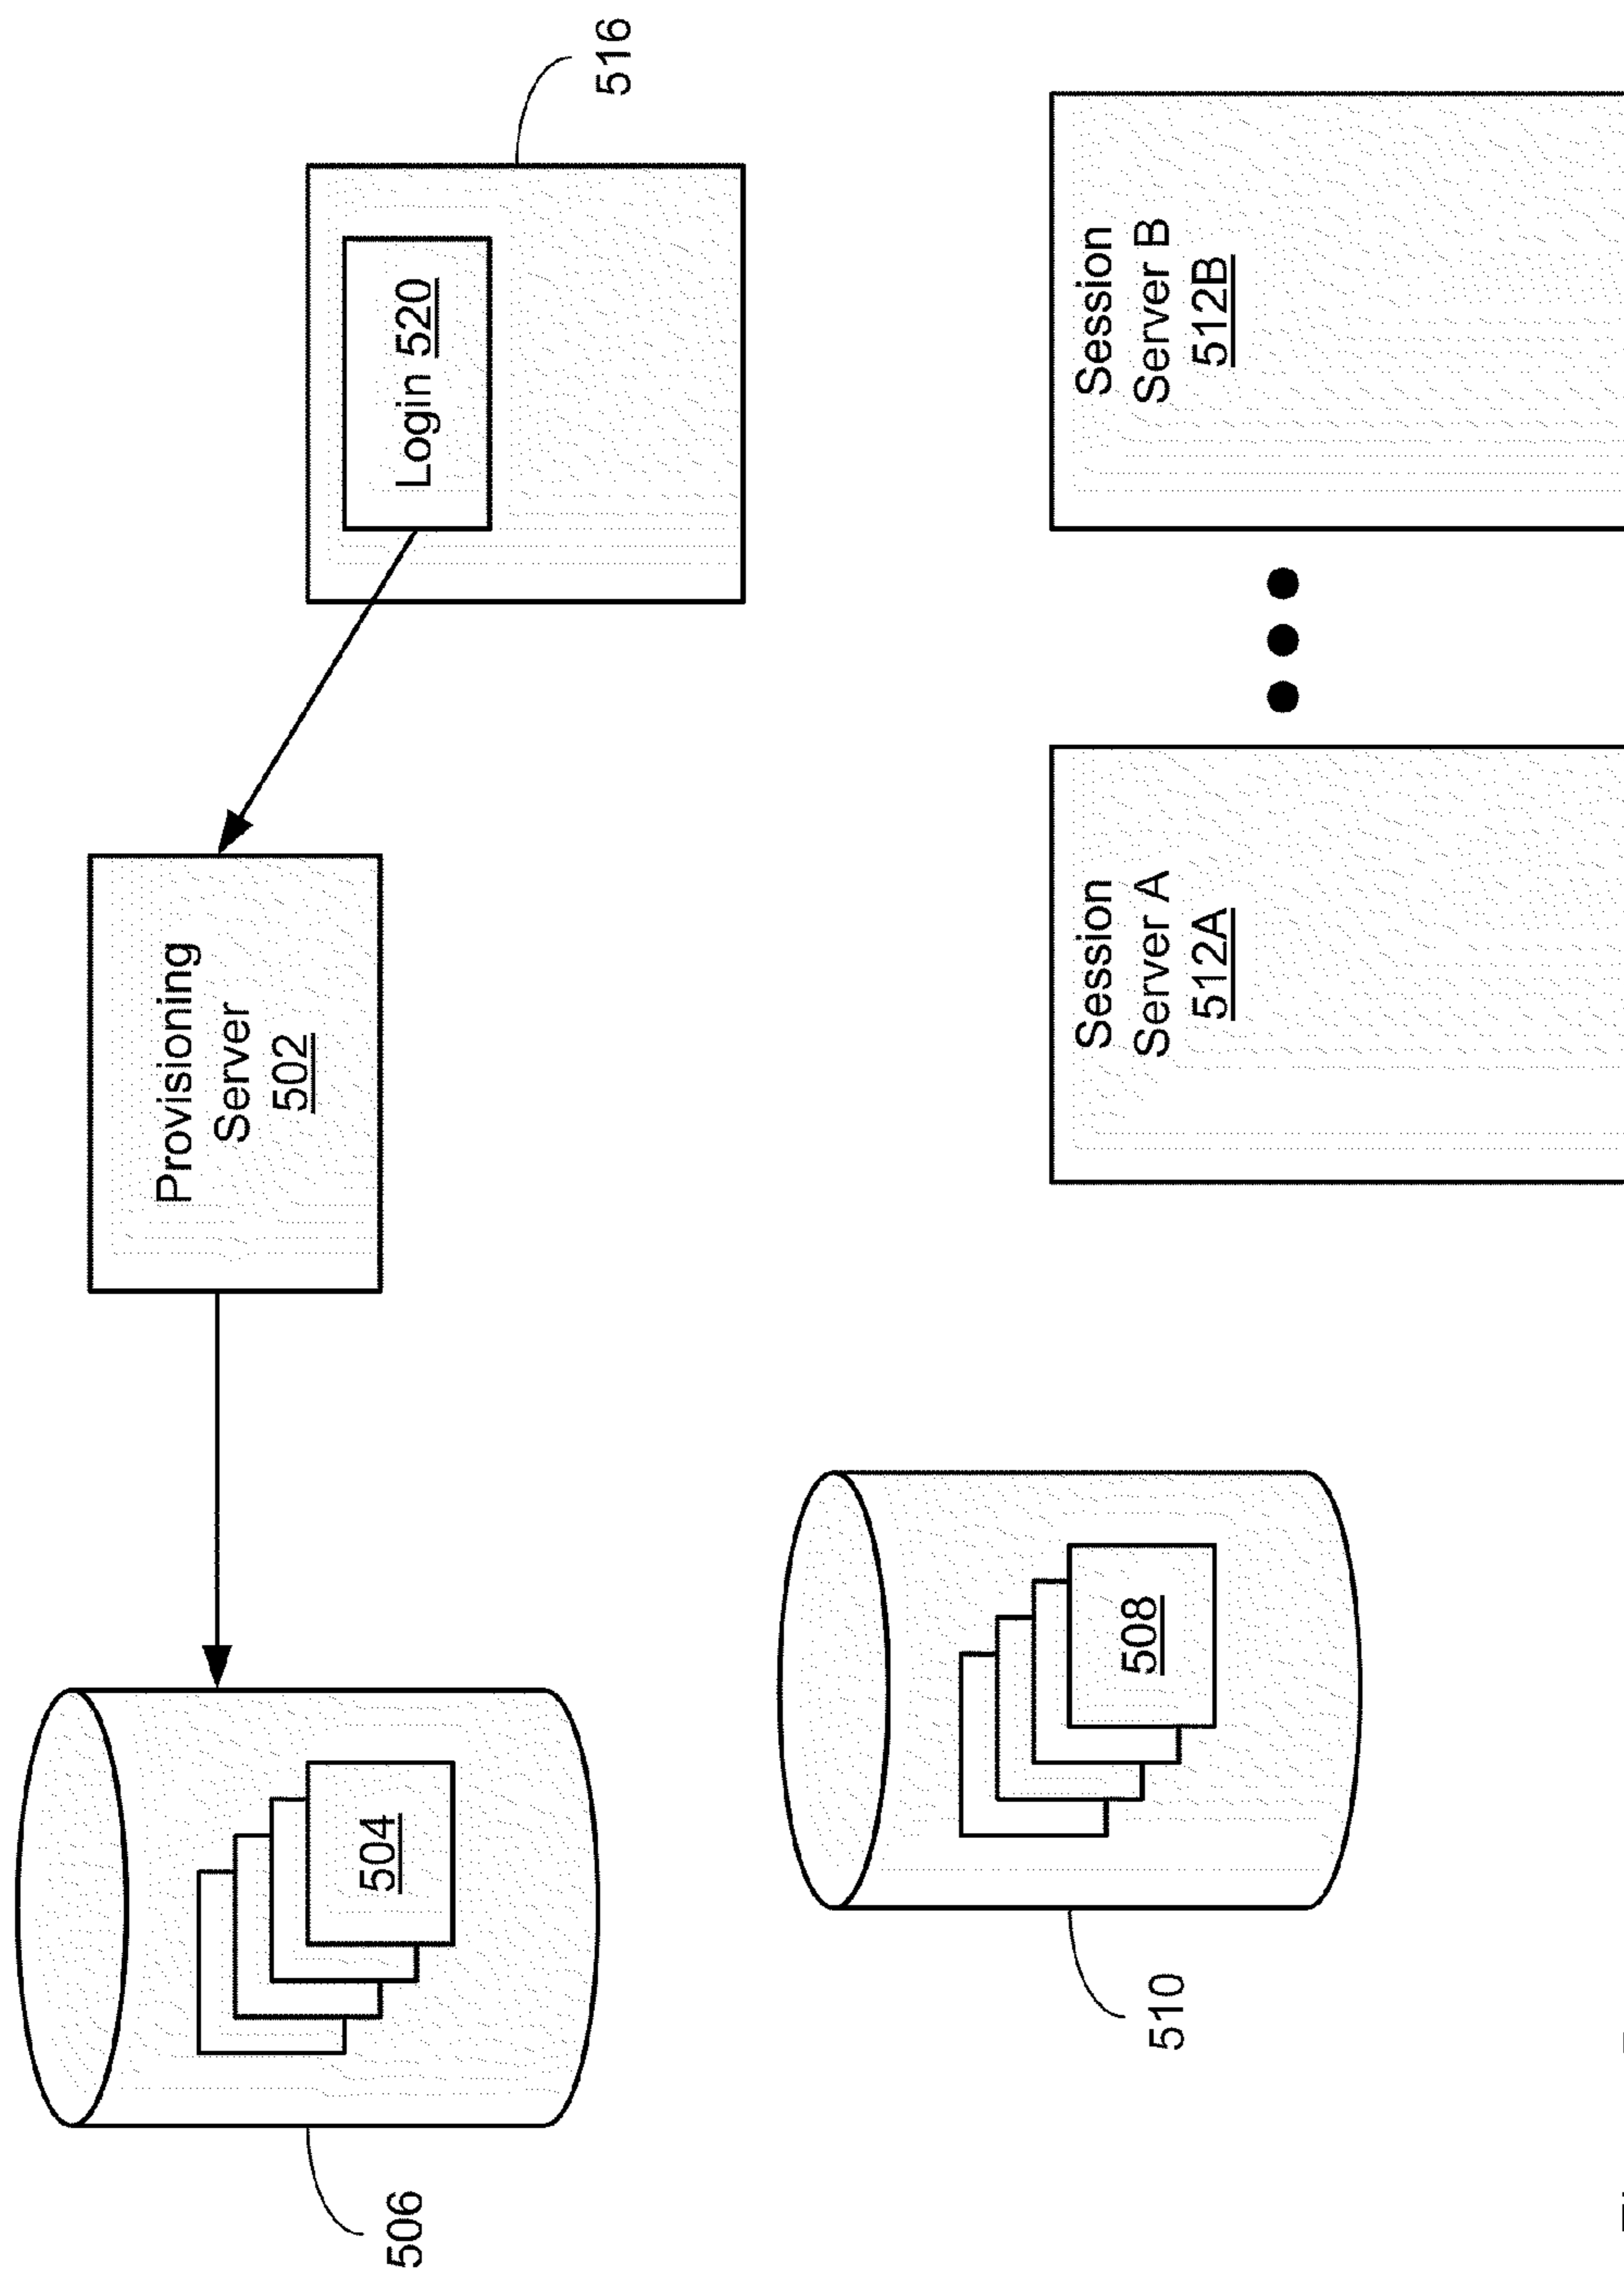 506
504
Provisioning
Server
502
Login 520
516
510
508
Session
Server A
512A
Session
Server B
512B